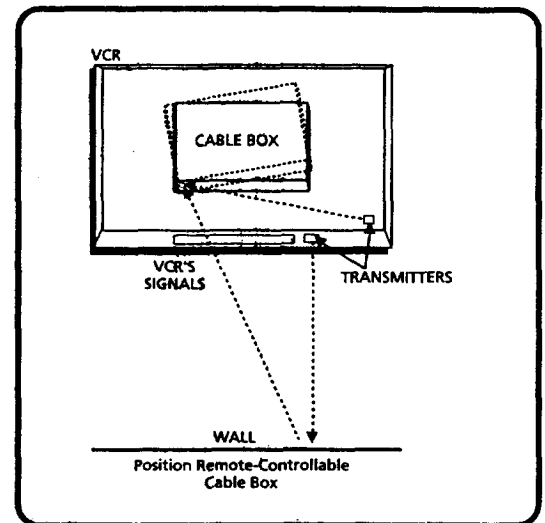 VCR
CABLE BOX
VCR'S
SIGNALS
TRANSMITTERS
WALL
Position Remote-Controllable
Cable Box